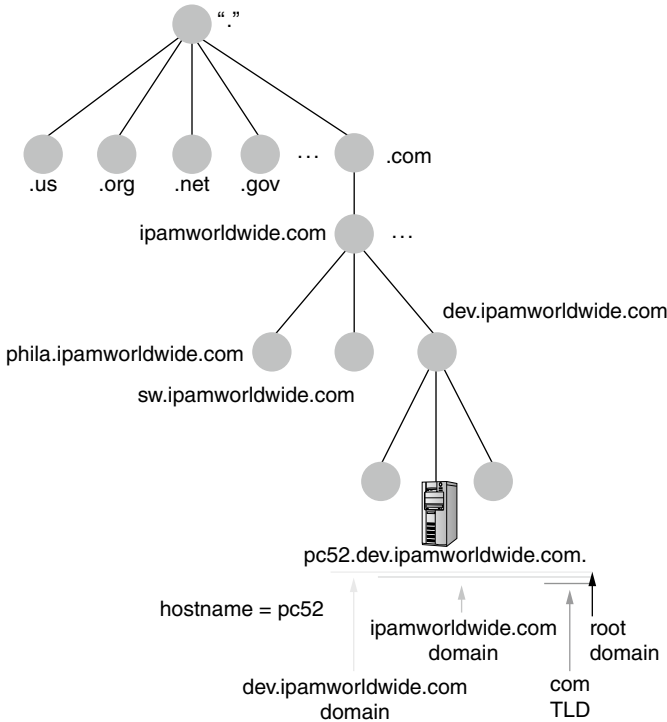 “.”
.us
.org
.net
.gov
...
.com
ipamworldwide.com
...
dev.ipamworldwide.com
phila.ipamworldwide.com
sw.ipamworldwide.com
pc52.dev.ipamworldwide.com.
hostname = pc52
ipamworldwide.com
domain
root
domain
dev.ipamworldwide.com
domain
com
TLD